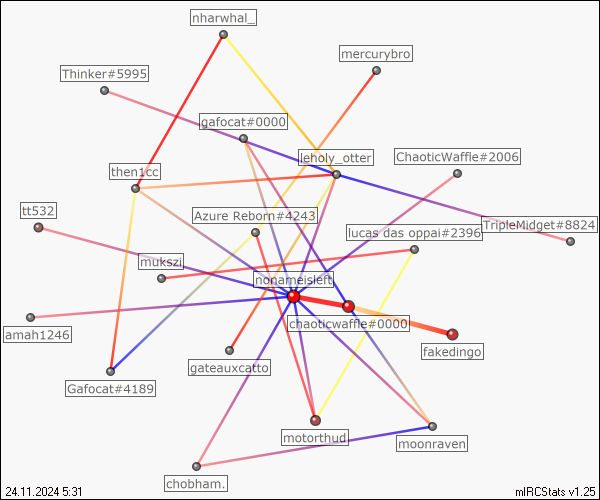 nharwhal_
mercurybro
Thinker#5995
gafocat#0000
leholy_otter
ChaoticWaffle#2006
then1cc
tt532
Azure Reborn#4243
TripleMidget#8824
lucas das oppai#2396
mukszi
nonameisleft
chaoticwaffle#0000
amah1246
fakedingo
gateauxcatto
Gafocat#4189
motorthud
moonraven
chobham.
24.11.2024 5:31
mIRCStats v1.25